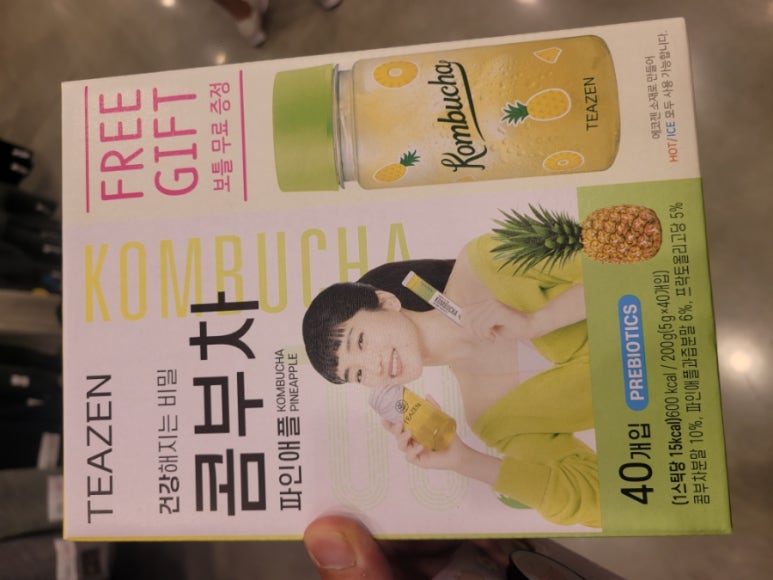 TEAZEN
건강해지는 비밀
콤부차
파인애플 KOMBUCHA
PINEAPPLE
KOMBUCHA
FREE
GIFT
보틀 무료 증정
Kombucha
TEAZEN
에코젠 소재로 만들어
HOT/ICE 모두 사용 가능합니다.
KOMBUCHA
TEAZEN
40개입 PREBIOTICS
(1스틱당 15kcal)600 kcal / 200g(5g×40개입)
콤부차분말 10%, 파인애플과즙분말 6%, 프락토올리고당 5%